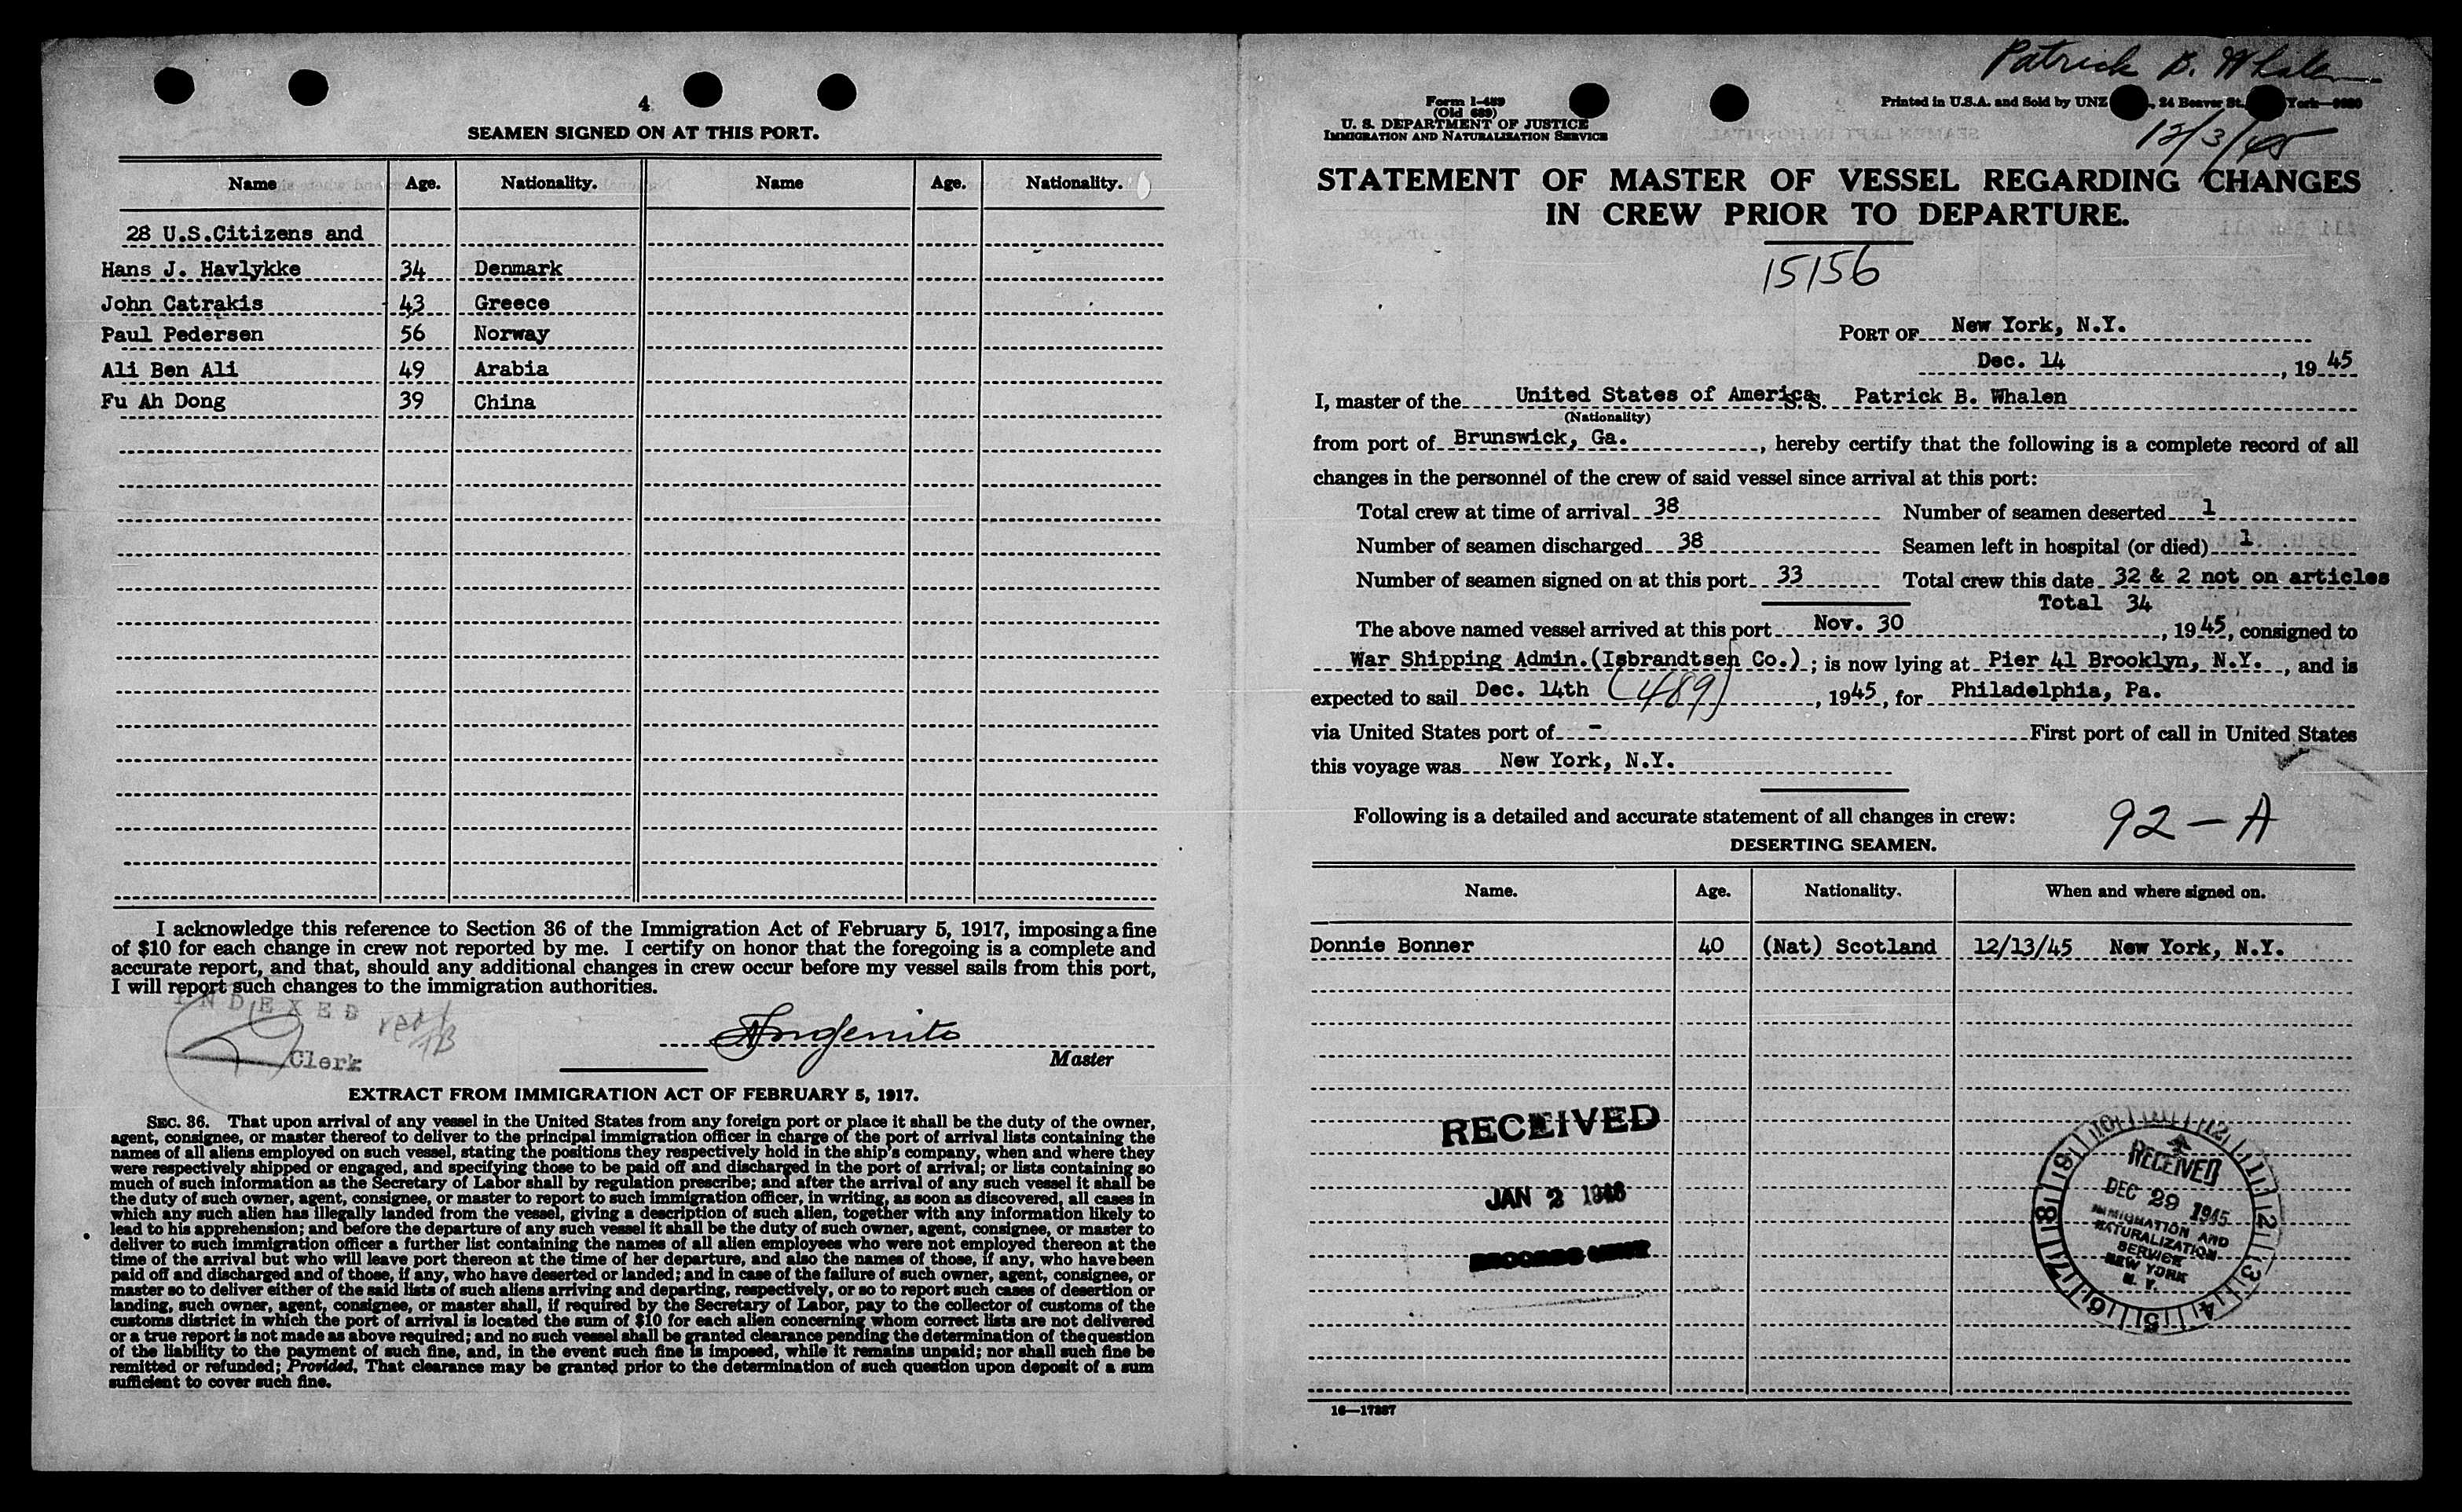 4
SEAMEN SIGNED ON AT THIS PORT.
Name Age. Nationality. Name Age. Nationality.
28 U.S.Citizens and
Hans J. Havlykke 34 Denmark
John Catrakis 43 Greece
Paul Pedersen 56 Norway
Ali Ben Ali 49 Arabia
Fu Ah Dong 39 China
I acknowledge this reference to Section 36 of the Immigration Act of February 5, 1917, imposing a fine
of $10 for each change in crew not reported by me. I certify on honor that the foregoing is a complete and
accurate report, and that, should any additional changes in crew occur before my vessel sails from this port,
I will report such changes to the immigration authorities.
INDEXED
Clerk
Master
EXTRACT FROM IMMIGRATION ACT OF FEBRUARY 5, 1917.
SEC. 36. That upon arrival of any vessel in the United States from any foreign port or place it shall be the duty of the owner,
agent, consignee, or master thereof to deliver to the principal immigration officer in charge of the port of arrival lists containing the
names of all aliens employed on such vessel, stating the positions they respectively hold in the ship's company, when and where they
were respectively shipped or engaged, and specifying those to be paid off and discharged in the port of arrival; or lists containing so
much of such information as the Secretary of Labor shall by regulation prescribe; and after the arrival of any such vessel it shall be
the duty of such owner, agent, consignee, or master to report to such immigration officer, in writing, as soon as discovered, all cases in
which any such alien has illegally landed from the vessel, giving a description of such alien, together with any information likely to
lead to his apprehension; and before the departure of any such vessel it shall be the duty of such owner, agent, consignee, or master to
deliver to such immigration officer a further list containing the names of all alien employees who were not employed thereon at the
time of the arrival but who will leave port thereon at the time of her departure, and also the names of those, if any, who have been
paid off and discharged and of those, if any, who have deserted or landed; and in case of the failure of such owner, agent, consignee, or
master so to deliver either of the said lists of such aliens arriving and departing, respectively, or so to report such cases of desertion or
landing, such owner, agent, consignee, or master shall, if required by the Secretary of Labor, pay to the collector of customs of the
customs district in which the port of arrival is located the sum of $10 for each alien concerning whom correct lists are not delivered
or a true report is not made as above required; and no such vessel shall be granted clearance pending the determination of the question
of the liability to the payment of such fine, and, in the event such fine is imposed, while it remains unpaid; nor shall such fine be
remitted or refunded; Provided, That clearance may be granted prior to the determination of such question upon deposit of a sum
sufficient to cover such fine.
Patrick B. Whalen
Form I-489
(Old 689)
U. S. DEPARTMENT OF JUSTICE
IMMIGRATION AND NATURALIZATION SERVICE
Printed in U.S.A. and Sold by UNZ , 24 Beaver St. York—9680
12/3/45
STATEMENT OF MASTER OF VESSEL REGARDING CHANGES
IN CREW PRIOR TO DEPARTURE.
15156
PORT OF New York, N.Y.
Dec. 14, 19 45
I, master of the United States of America S.S. Patrick B. Whalen
(Nationality)
from port of Brunswick, Ga., hereby certify that the following is a complete record of all
changes in the personnel of the crew of said vessel since arrival at this port:
Total crew at time of arrival 38 Number of seamen deserted 1
Number of seamen discharged 38 Seamen left in hospital (or died) 1
Number of seamen signed on at this port 33 Total crew this date 32 & 2 not on articles
Total 34
The above named vessel arrived at this port Nov. 30, 1945, consigned to
War Shipping Admin.(Isbrandtsen Co.); is now lying at Pier 41 Brooklyn, N.Y., and is
expected to sail Dec. 14th (489), 1945, for Philadelphia, Pa.
via United States port of - First port of call in United States
this voyage was New York, N.Y.
Following is a detailed and accurate statement of all changes in crew:
92-A
DESERTING SEAMEN.
Name. Age. Nationality. When and where signed on.
Donnie Bonner 40 (Nat) Scotland 12/13/45 New York, N.Y.
RECEIVED
JAN 2 1946
10 11 12 1 2 3 4 5 6 7 8 9
RECEIVED
DEC 29 1945
IMMIGRATION AND
NATURALIZATION
SERVICE
NEW YORK
N. Y.
16—17387